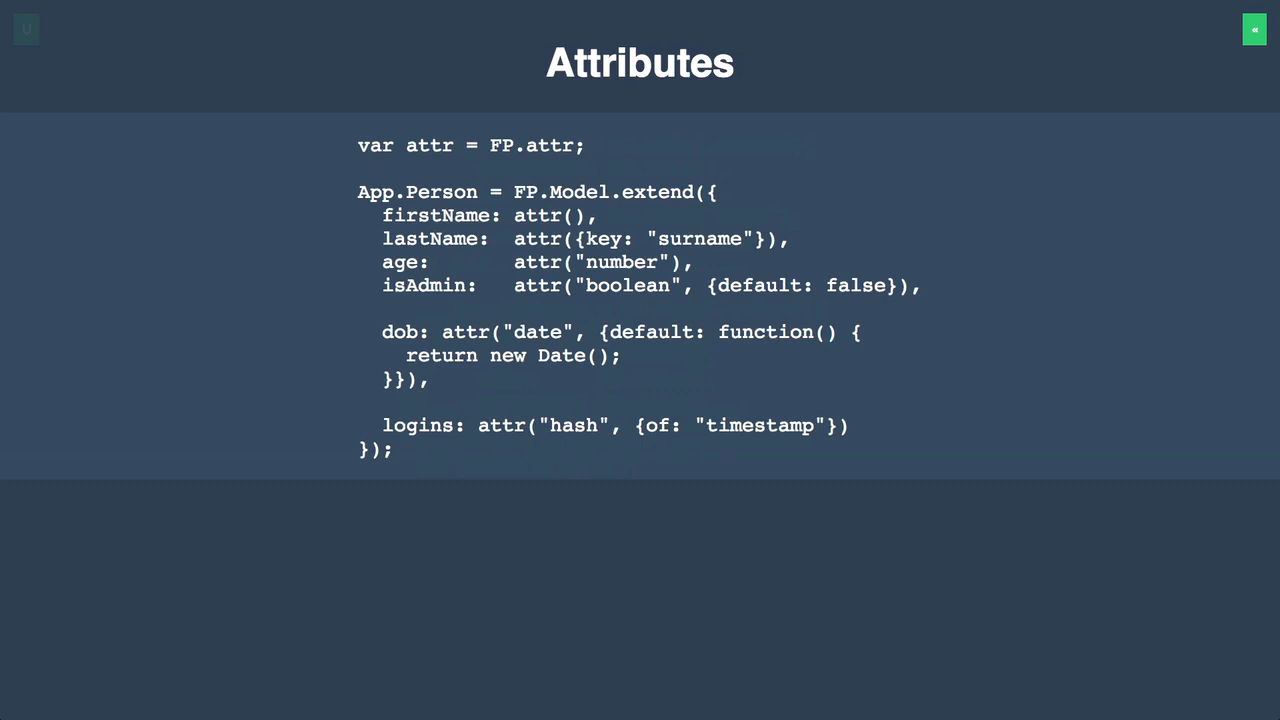 U
«
Attributes
var attr = FP.attr;
App.Person = FP.Model.extend({
  firstName: attr(),
  lastName:  attr({key: "surname"}),
  age:       attr("number"),
  isAdmin:   attr("boolean", {default: false}),
  dob: attr("date", {default: function() {
    return new Date();
  }}),
  logins: attr("hash", {of: "timestamp"})
});